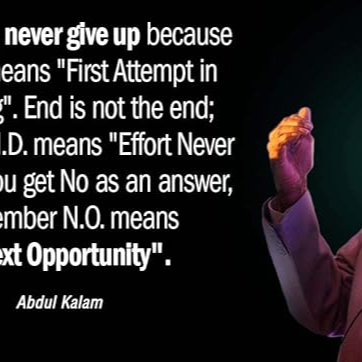 never give up because
eans "First Attempt in
g". End is not the end;
.D. means "Effort Never
ou get No as an answer,
ember N.O. means
ext Opportunity".
Abdul Kalam